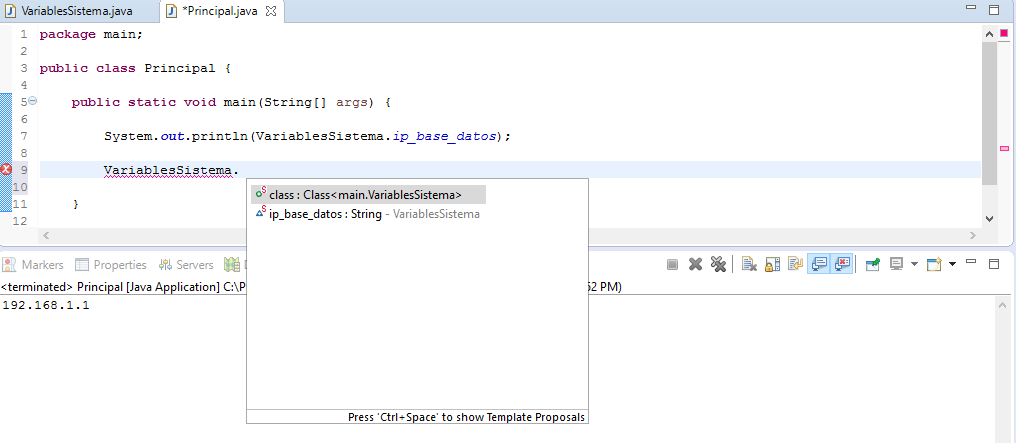 VariablesSistema.java
*Principal.java
1 package main;
2
3 public class Principal {
4
5 public static void main(String[] args) {
6
7 System.out.println(VariablesSistema.ip_base_datos);
8
9 VariablesSistema.
10
11 }
12
class : Class<main.VariablesSistema>
ip_base_datos : String - VariablesSistema
Press 'Ctrl+Space' to show Template Proposals
Markers Properties Servers
<terminated> Principal [Java Application] C:\P 52 PM)
192.168.1.1